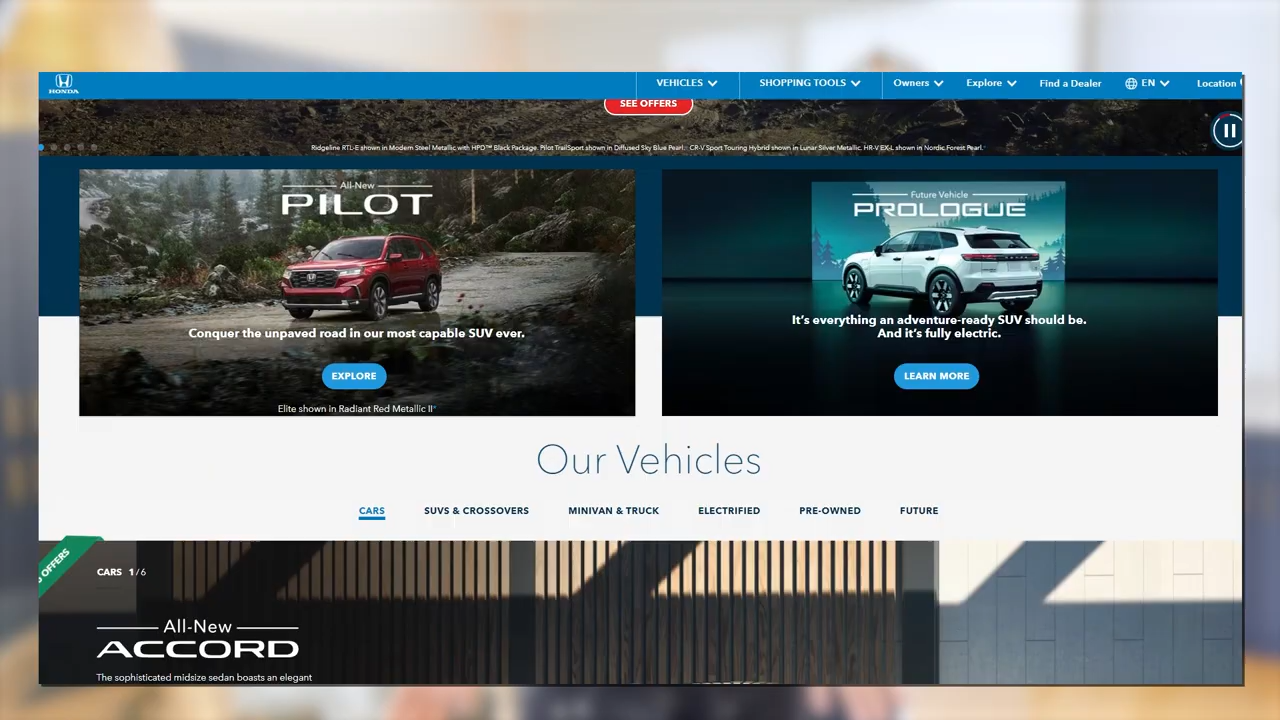 HONDA
VEHICLES
SHOPPING TOOLS
Owners
Explore
Find a Dealer
EN
Location
SEE OFFERS
Ridgeline RTL-E shown in Modern Steel Metallic with HPD™ Black Package. Pilot TrailSport shown in Diffused Sky Blue Pearl. CR-V Sport Touring Hybrid shown in Lunar Silver Metallic. HR-V EX-L shown in Nordic Forest Pearl.
All-New
PILOT
Conquer the unpaved road in our most capable SUV ever.
EXPLORE
Elite shown in Radiant Red Metallic II*
Future Vehicle
PROLOGUE
It's everything an adventure-ready SUV should be.
And it's fully electric.
LEARN MORE
Our Vehicles
CARS
SUVS & CROSSOVERS
MINIVAN & TRUCK
ELECTRIFIED
PRE-OWNED
FUTURE
OFFERS
CARS 1/6
All-New
ACCORD
The sophisticated midsize sedan boasts an elegant